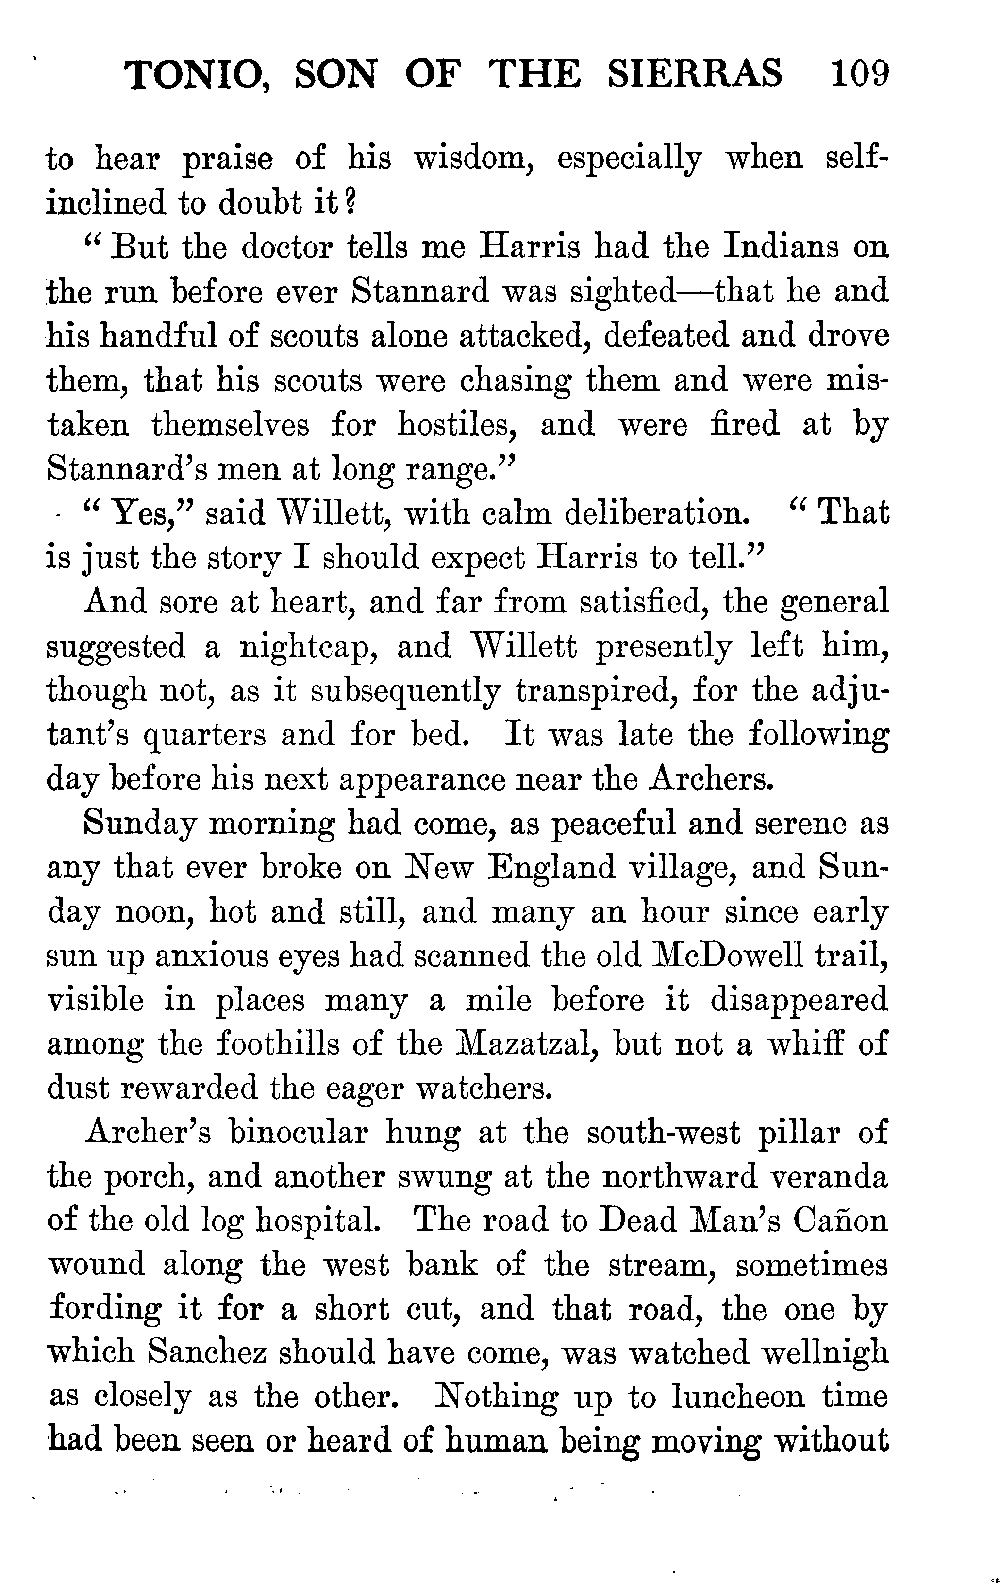 TONIO, SON OF THE SIERRAS 109
to hear praise of his wisdom, especially when self-
inclined to doubt it?
“But the doctor tells me Harris had the Indians on
the run before ever Stannard was sighted—that he and
his handful of scouts alone attacked, defeated and drove
them, that his scouts were chasing them and were mis-
taken themselves for hostiles, and were fired at by
Stannard’s men at long range.”
“Yes,” said Willett, with calm deliberation. “That
is just the story I should expect Harris to tell.”
And sore at heart, and far from satisfied, the general
suggested a nightcap, and Willett presently left him,
though not, as it subsequently transpired, for the adju-
tant’s quarters and for bed. It was late the following
day before his next appearance near the Archers.
Sunday morning had come, as peaceful and serene as
any that ever broke on New England village, and Sun-
day noon, hot and still, and many an hour since early
sun up anxious eyes had scanned the old McDowell trail,
visible in places many a mile before it disappeared
among the foothills of the Mazatzal, but not a whiff of
dust rewarded the eager watchers.
Archer’s binocular hung at the south-west pillar of
the porch, and another swung at the northward veranda
of the old log hospital. The road to Dead Man’s Cañon
wound along the west bank of the stream, sometimes
fording it for a short cut, and that road, the one by
which Sanchez should have come, was watched wellnigh
as closely as the other. Nothing up to luncheon time
had been seen or heard of human being moving without